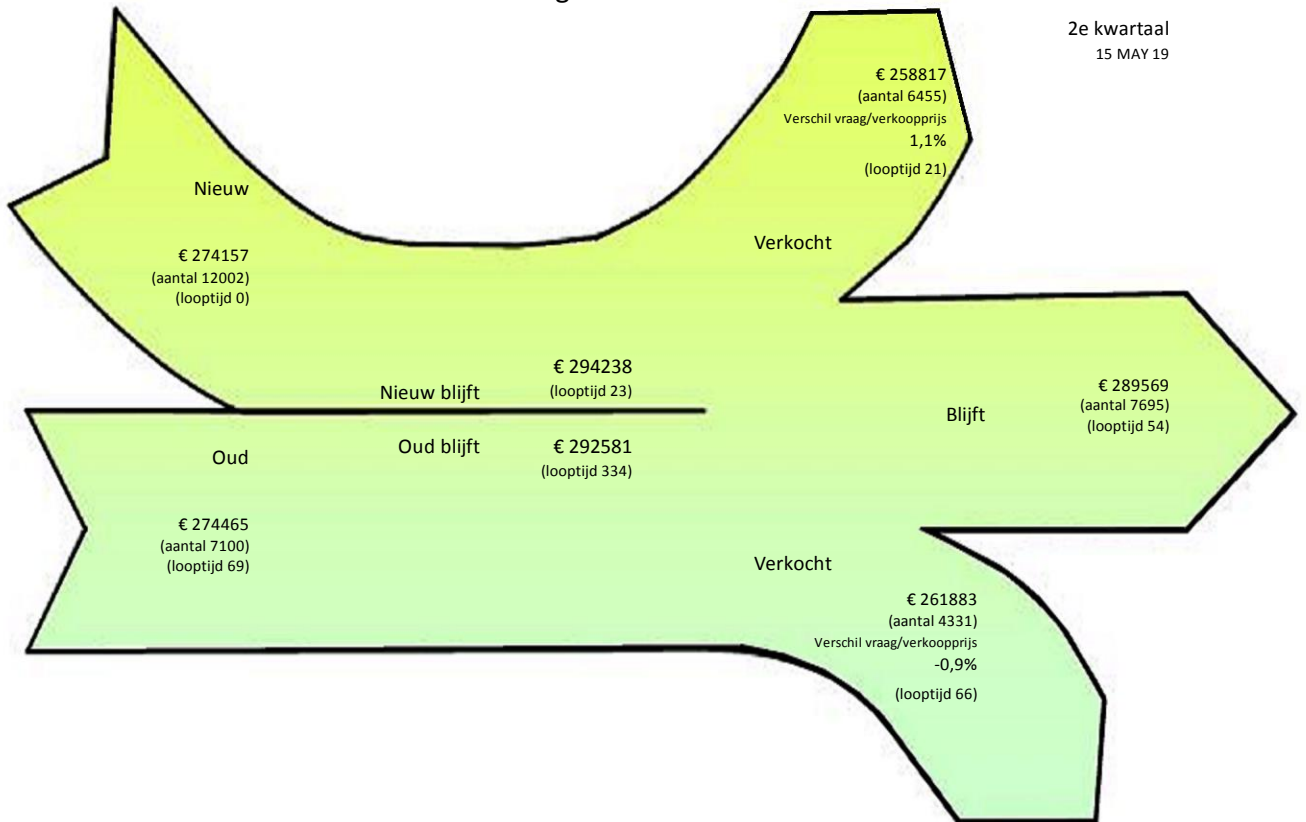 2e kwartaal
15 MAY 19
€ 258817
(aantal 6455)
Verschil vraag/verkoopprijs
1,1%
(looptijd 21)
Verkocht
Nieuw
€ 274157
(aantal 12002)
(looptijd 0)
Nieuw blijft
€ 294238
(looptijd 23)
Oud blijft
€ 292581
(looptijd 334)
Oud
€ 274465
(aantal 7100)
(looptijd 69)
Blijft
€ 289569
(aantal 7695)
(looptijd 54)
Verkocht
€ 261883
(aantal 4331)
Verschil vraag/verkoopprijs
-0,9%
(looptijd 66)